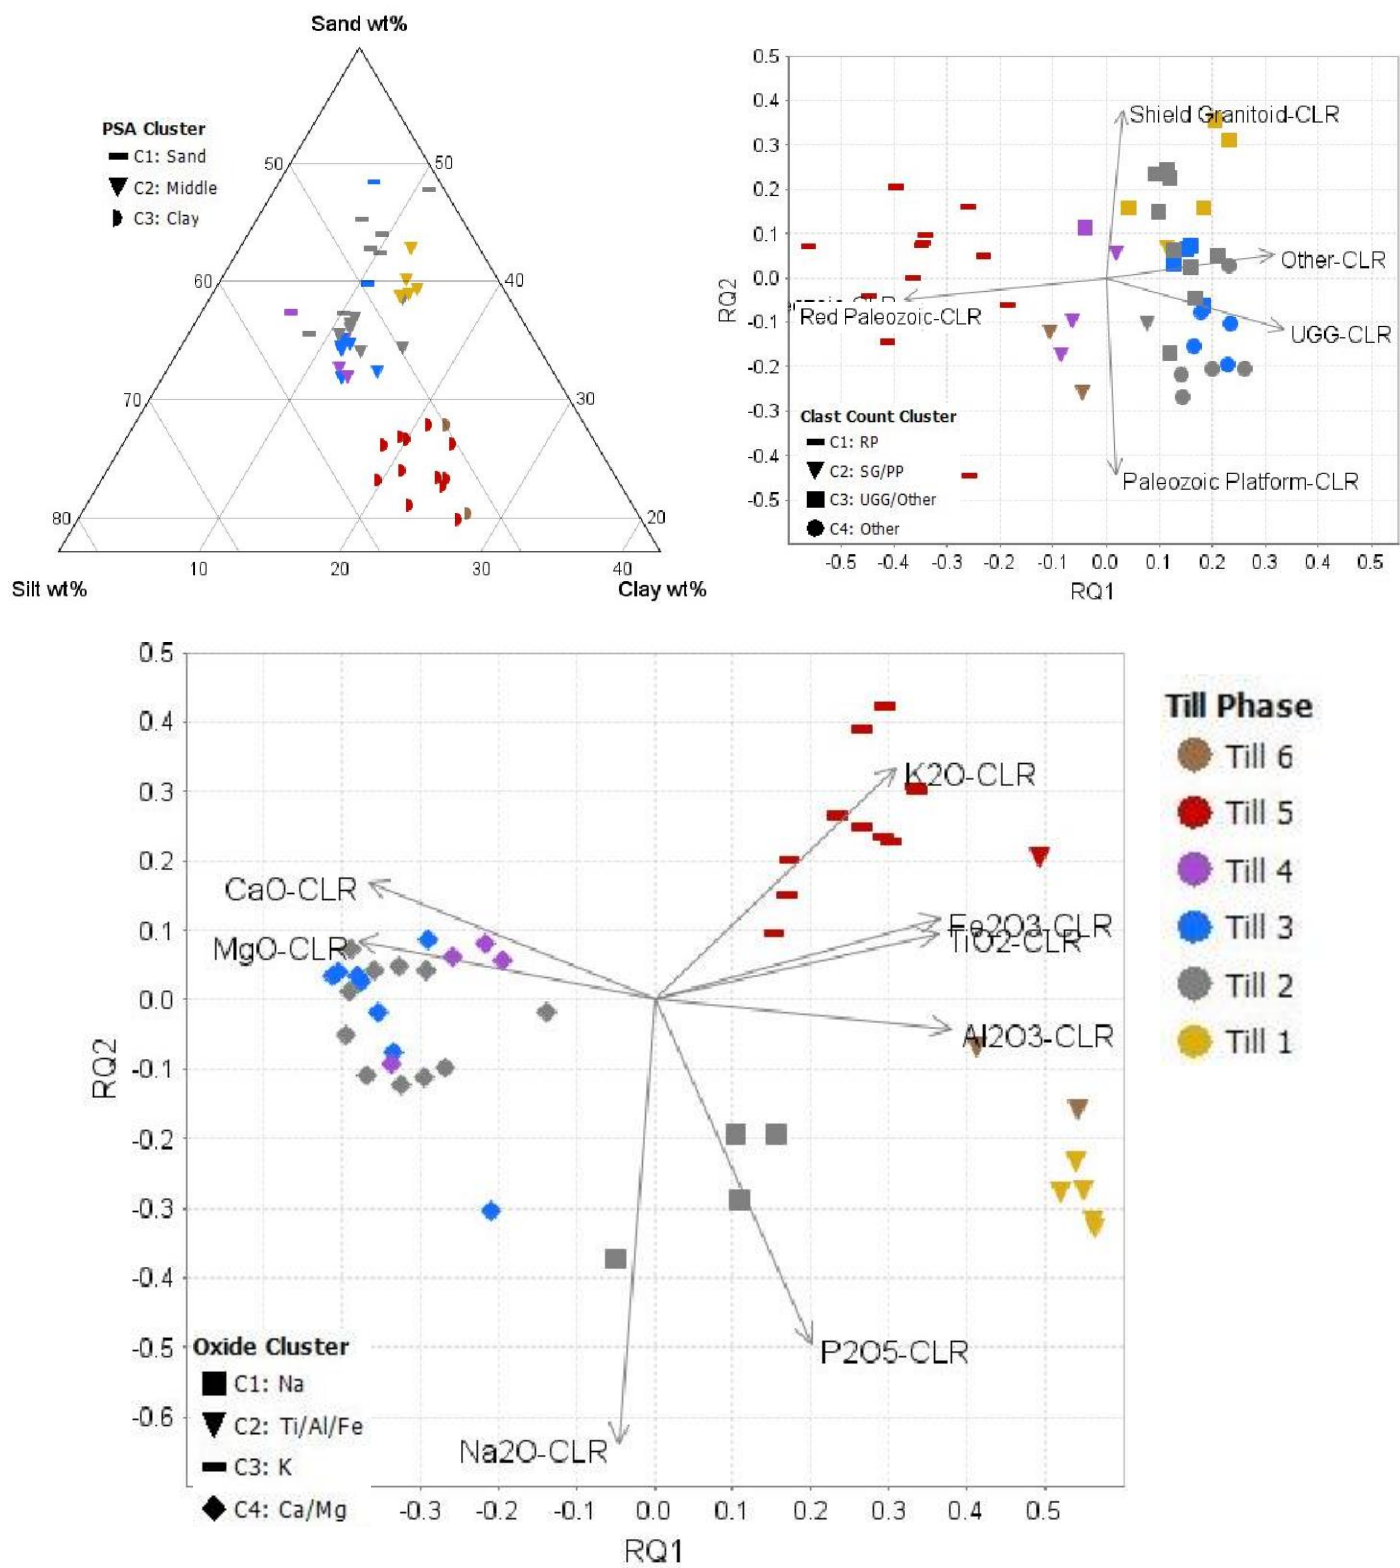 Sand wt%
PSA Cluster
C1: Sand
C2: Middle
C3: Clay
50
50
60
40
70
30
80
20
10
20
30
40
Silt wt%
Clay wt%
0.5
0.4
0.3
0.2
0.1
0.0
-0.1
-0.2
-0.3
-0.4
-0.5
RQ2
Shield Granitoid-CLR
Other-CLR
Red Paleozoic-CLR
UGG-CLR
Paleozoic Platform-CLR
Clast Count Cluster
C1: RP
C2: SG/PP
C3: UGG/Other
C4: Other
-0.5
-0.4
-0.3
-0.2
-0.1
0.0
0.1
0.2
0.3
0.4
0.5
RQ1
0.5
0.4
0.3
0.2
0.1
0.0
-0.1
-0.2
-0.3
-0.4
-0.5
-0.6
RQ2
K2O-CLR
CaO-CLR
MgO-CLR
Fe2O3-CLR
TiO2-CLR
Al2O3-CLR
P2O5-CLR
Na2O-CLR
Oxide Cluster
C1: Na
C2: Ti/Al/Fe
C3: K
C4: Ca/Mg
-0.3
-0.2
-0.1
0.0
0.1
0.2
0.3
0.4
0.5
RQ1
Till Phase
Till 6
Till 5
Till 4
Till 3
Till 2
Till 1